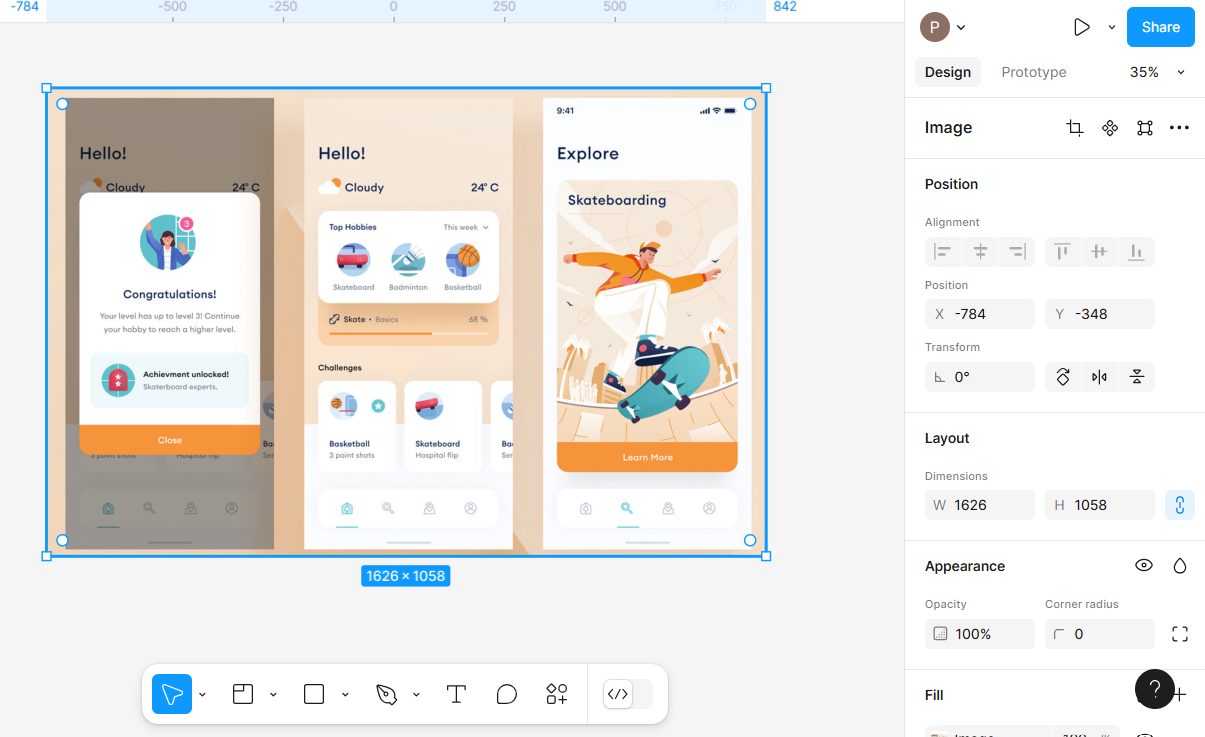 -784
-500
-250
0
250
500
750
842
P
Share
Design
Prototype
35%
Image
Position
Alignment
Position
X -784
Y -348
Transform
0°
Layout
Dimensions
W 1626
H 1058
Appearance
Opacity
Corner radius
100%
0
Fill
?
Hello!
Cloudy
24° C
3
Congratulations!
Your level has up to level 3! Continue
your hobby to reach a higher level.
Achievment unlocked!
Skaterboard experts.
Close
3 point shots
Hospital flip
Hello!
Cloudy
24° C
Top Hobbies
This week
Skateboard
Badminton
Basketball
Skate • Basics
68 %
Challenges
Basketball
3 point shots
Skateboard
Hospital flip
9:41
Explore
Skateboarding
Learn More
1626 × 1058